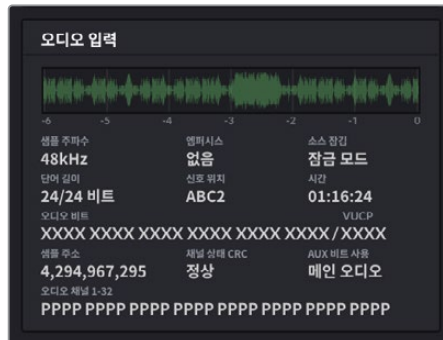 오디오 입력
-6 -5 -4 -3 -2 -1 0
샘플 주파수 엠퍼시스 소스 잠김
48kHz 없음 잠금 모드
단어 길이 신호 위치 시간
24/24 비트 ABC2 01:16:24
오디오 비트 VUCP
XXXX XXXX XXXX XXXX XXXX XXXX/XXXX
샘플 주소 채널 상태 CRC AUX 비트 사용
4,294,967,295 정상 메인 오디오
오디오 채널 1-32
PPPP PPPP PPPP PPPP PPPP PPPP PPPP PPPP